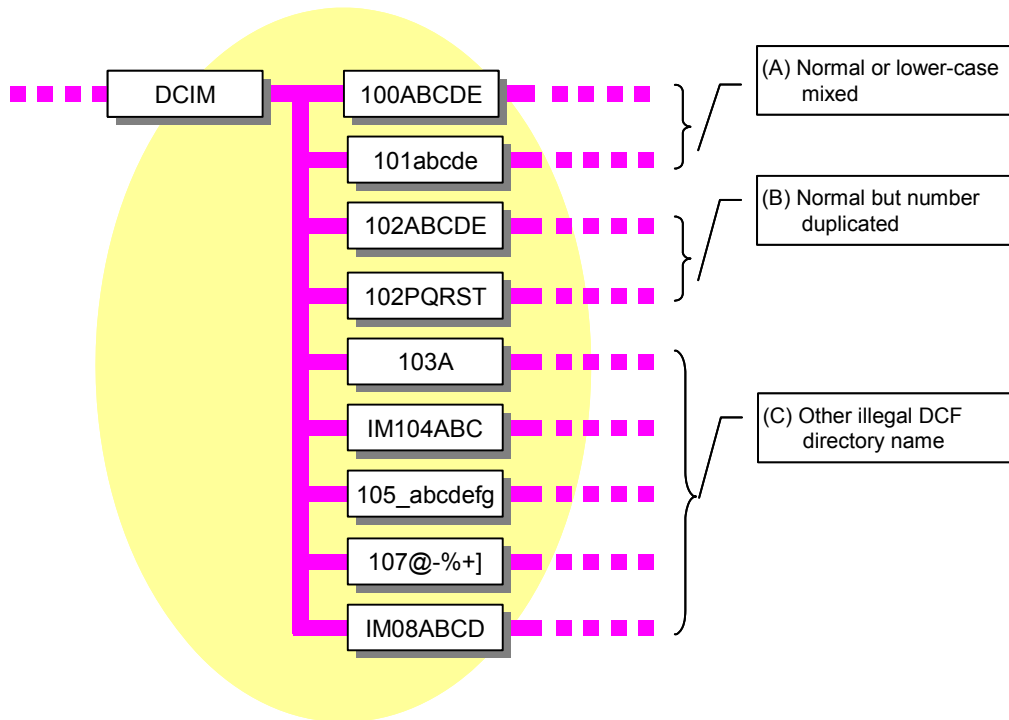 DCIM
100ABCDE
101abcde
102ABCDE
102PQRST
103A
IM104ABC
105_abcdefg
107@-%+]
IM08ABCD
(A) Normal or lower-case
mixed
(B) Normal but number
duplicated
(C) Other illegal DCF
directory name